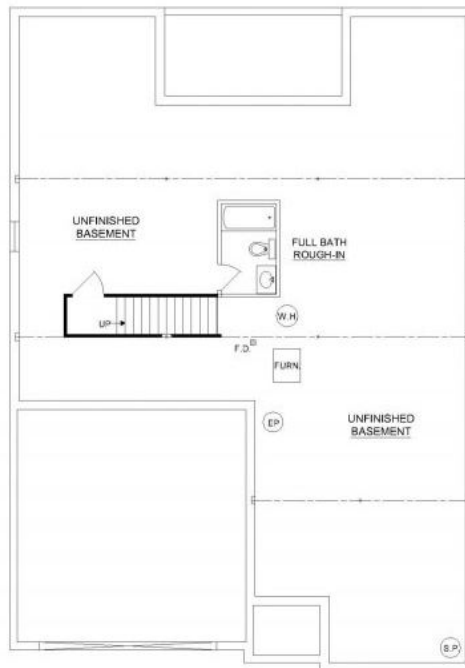 UNFINISHED
BASEMENT
FULL BATH
ROUGH-IN
W.H.
UP
F.D.
FURN.
EP
UNFINISHED
BASEMENT
S.P.